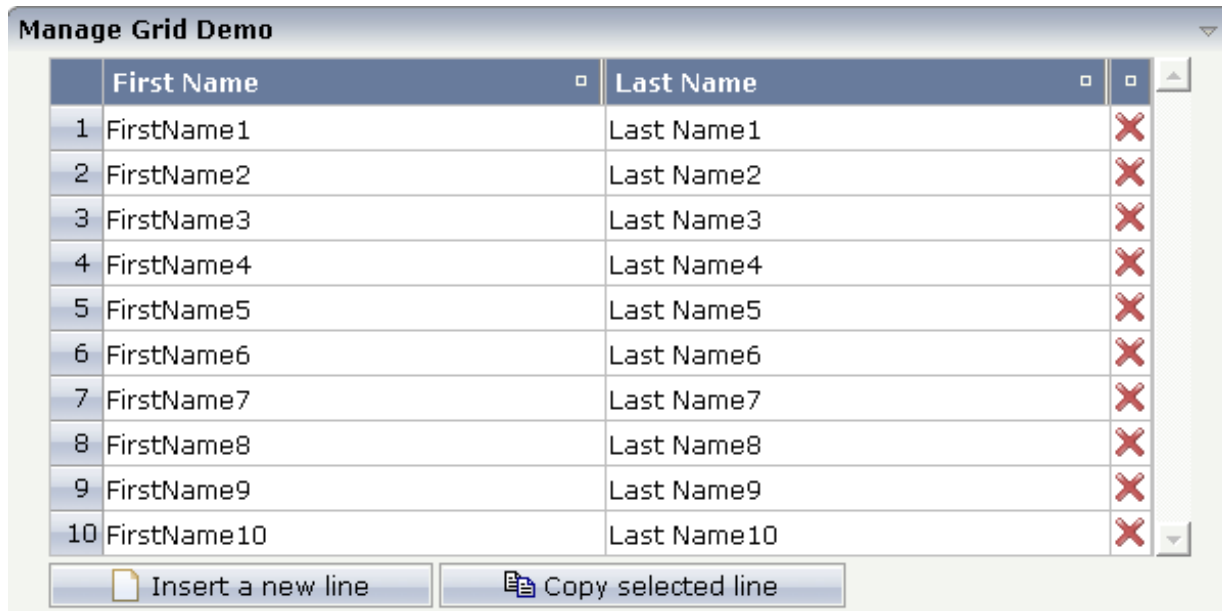 Manage Grid Demo
First Name Last Name
1 FirstName1 Last Name1
2 FirstName2 Last Name2
3 FirstName3 Last Name3
4 FirstName4 Last Name4
5 FirstName5 Last Name5
6 FirstName6 Last Name6
7 FirstName7 Last Name7
8 FirstName8 Last Name8
9 FirstName9 Last Name9
10 FirstName10 Last Name10
Insert a new line Copy selected line